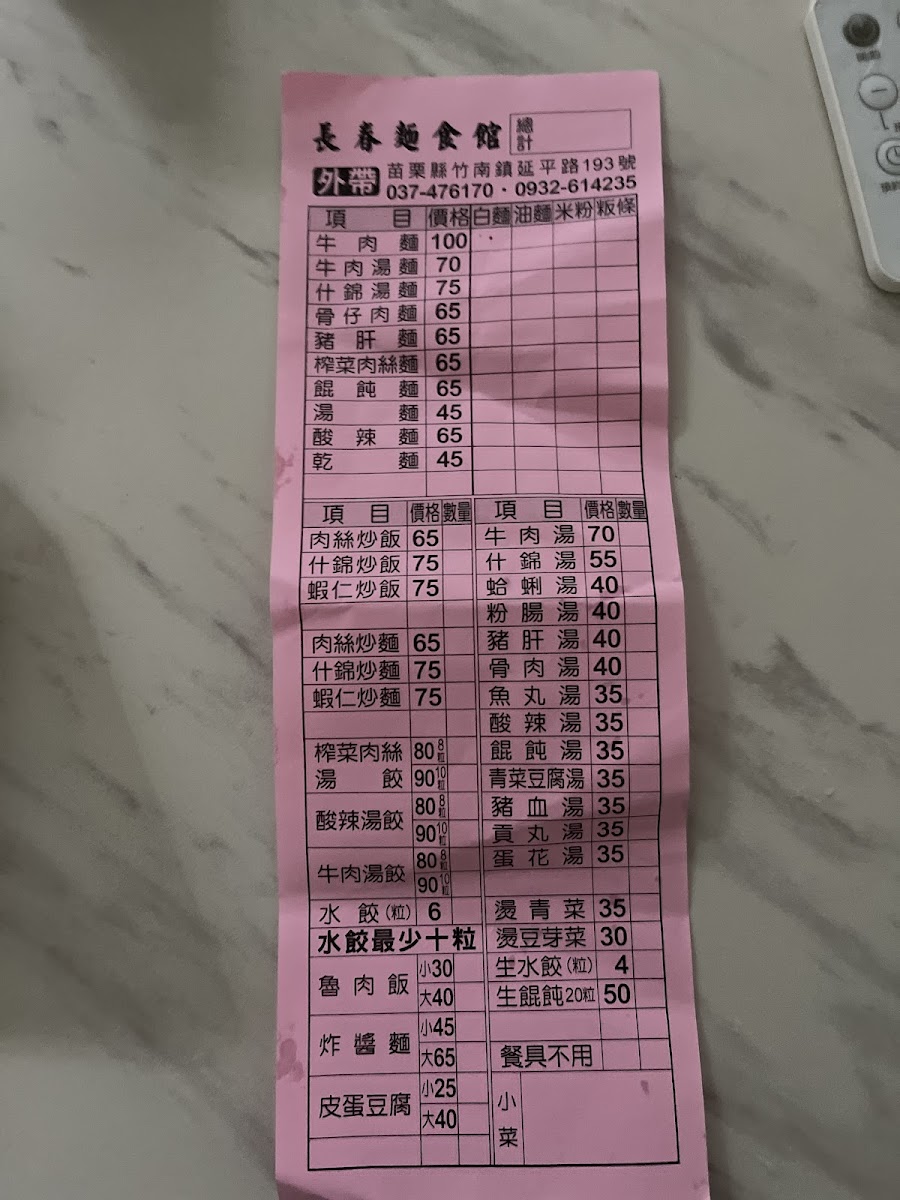 長春麵食館 總計
外帶 苗栗縣竹南鎮延平路193號
037-476170・0932-614235
項目 價格 白麵 油麵 米粉 粄條
牛肉麵 100
牛肉湯麵 70
什錦湯麵 75
骨仔肉麵 65
豬肝麵 65
榨菜肉絲麵 65
餛飩麵 65
湯麵 45
酸辣麵 65
乾麵 45
項目 價格 數量
肉絲炒飯 65
什錦炒飯 75
蝦仁炒飯 75
肉絲炒麵 65
什錦炒麵 75
蝦仁炒麵 75
榨菜肉絲湯餃 80 8粒
90 10粒
酸辣湯餃 80 8粒
90 10粒
牛肉湯餃 80 8粒
90 10粒
水餃(粒) 6
水餃最少十粒
魯肉飯 小30
大40
炸醬麵 小45
大65
皮蛋豆腐 小25
大40
項目 價格 數量
牛肉湯 70
什錦湯 55
蛤蜊湯 40
粉腸湯 40
豬肝湯 40
骨肉湯 40
魚丸湯 35
酸辣湯 35
餛飩湯 35
青菜豆腐湯 35
豬血湯 35
貢丸湯 35
蛋花湯 35
燙青菜 35
燙豆芽菜 30
生水餃(粒) 4
生餛飩20粒 50
餐具不用
小菜